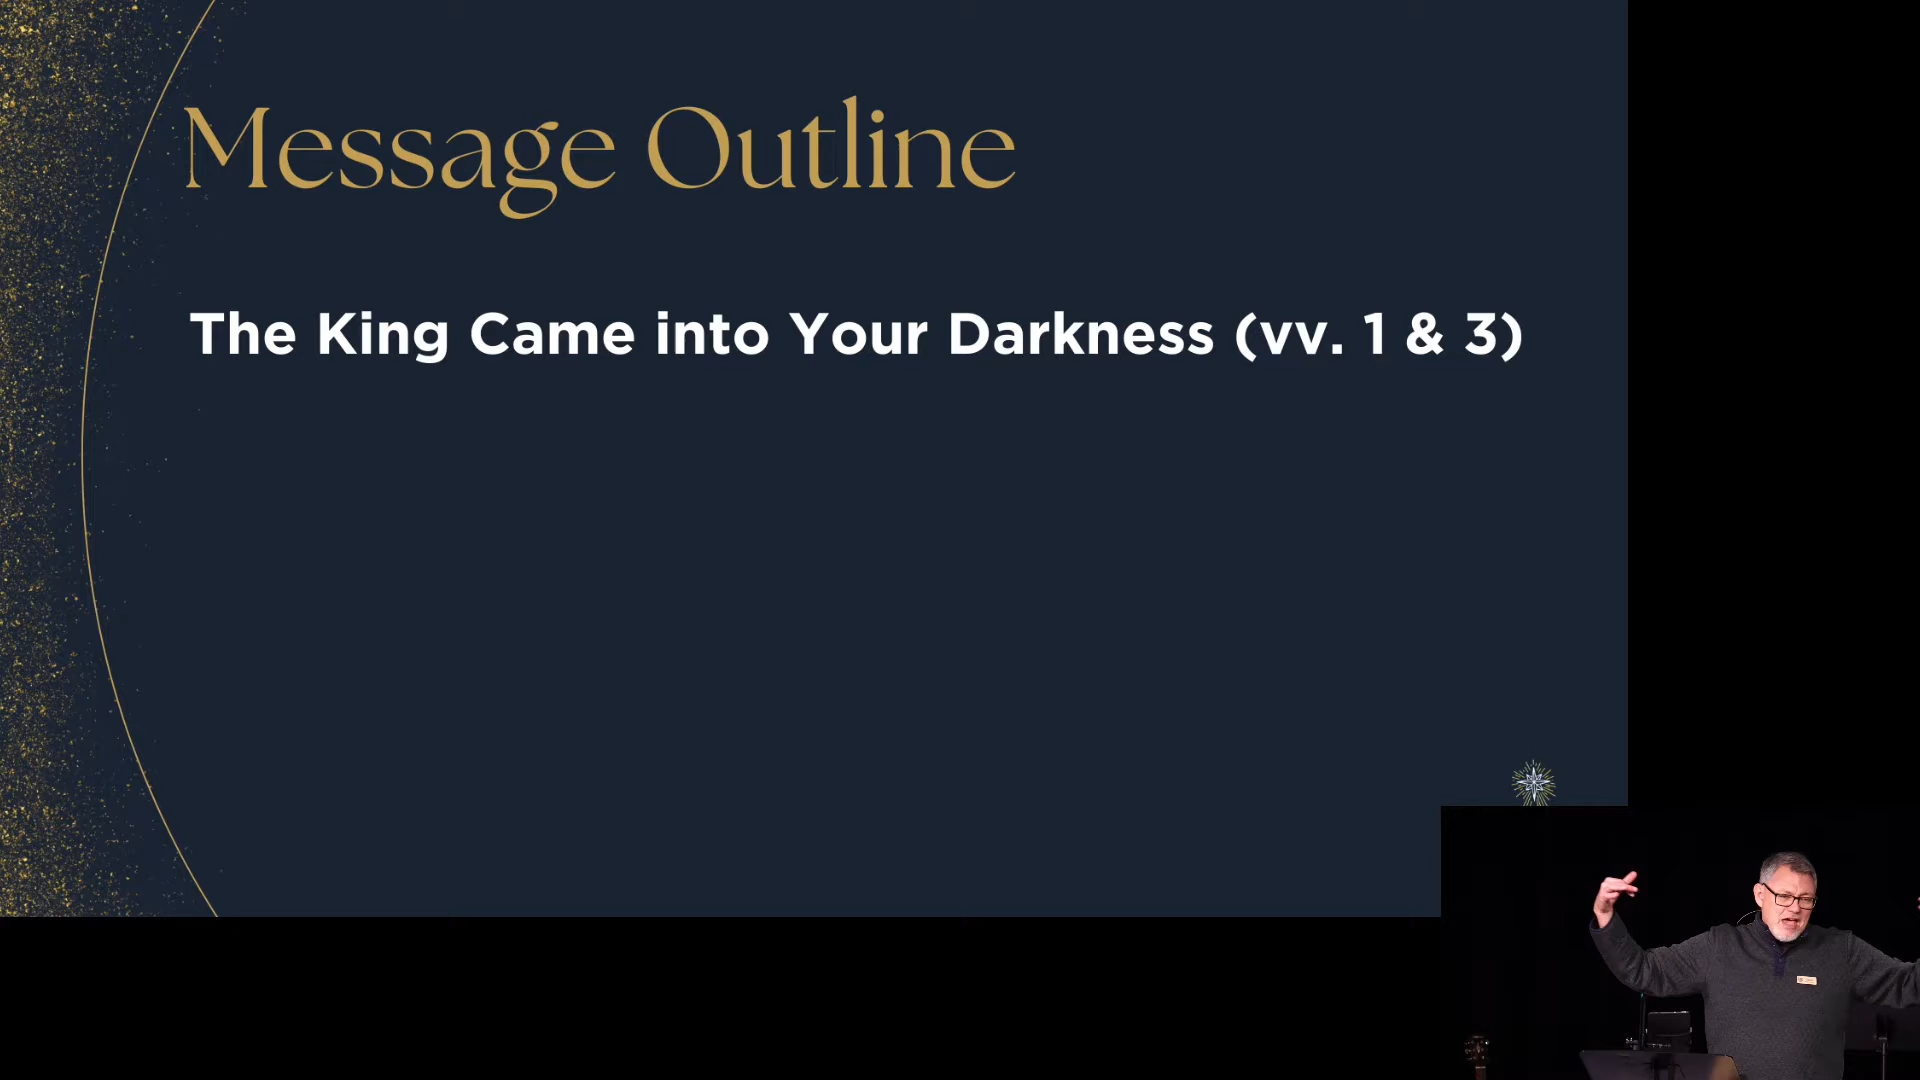 Message Outline
The King Came into Your Darkness (vv. 1 & 3)